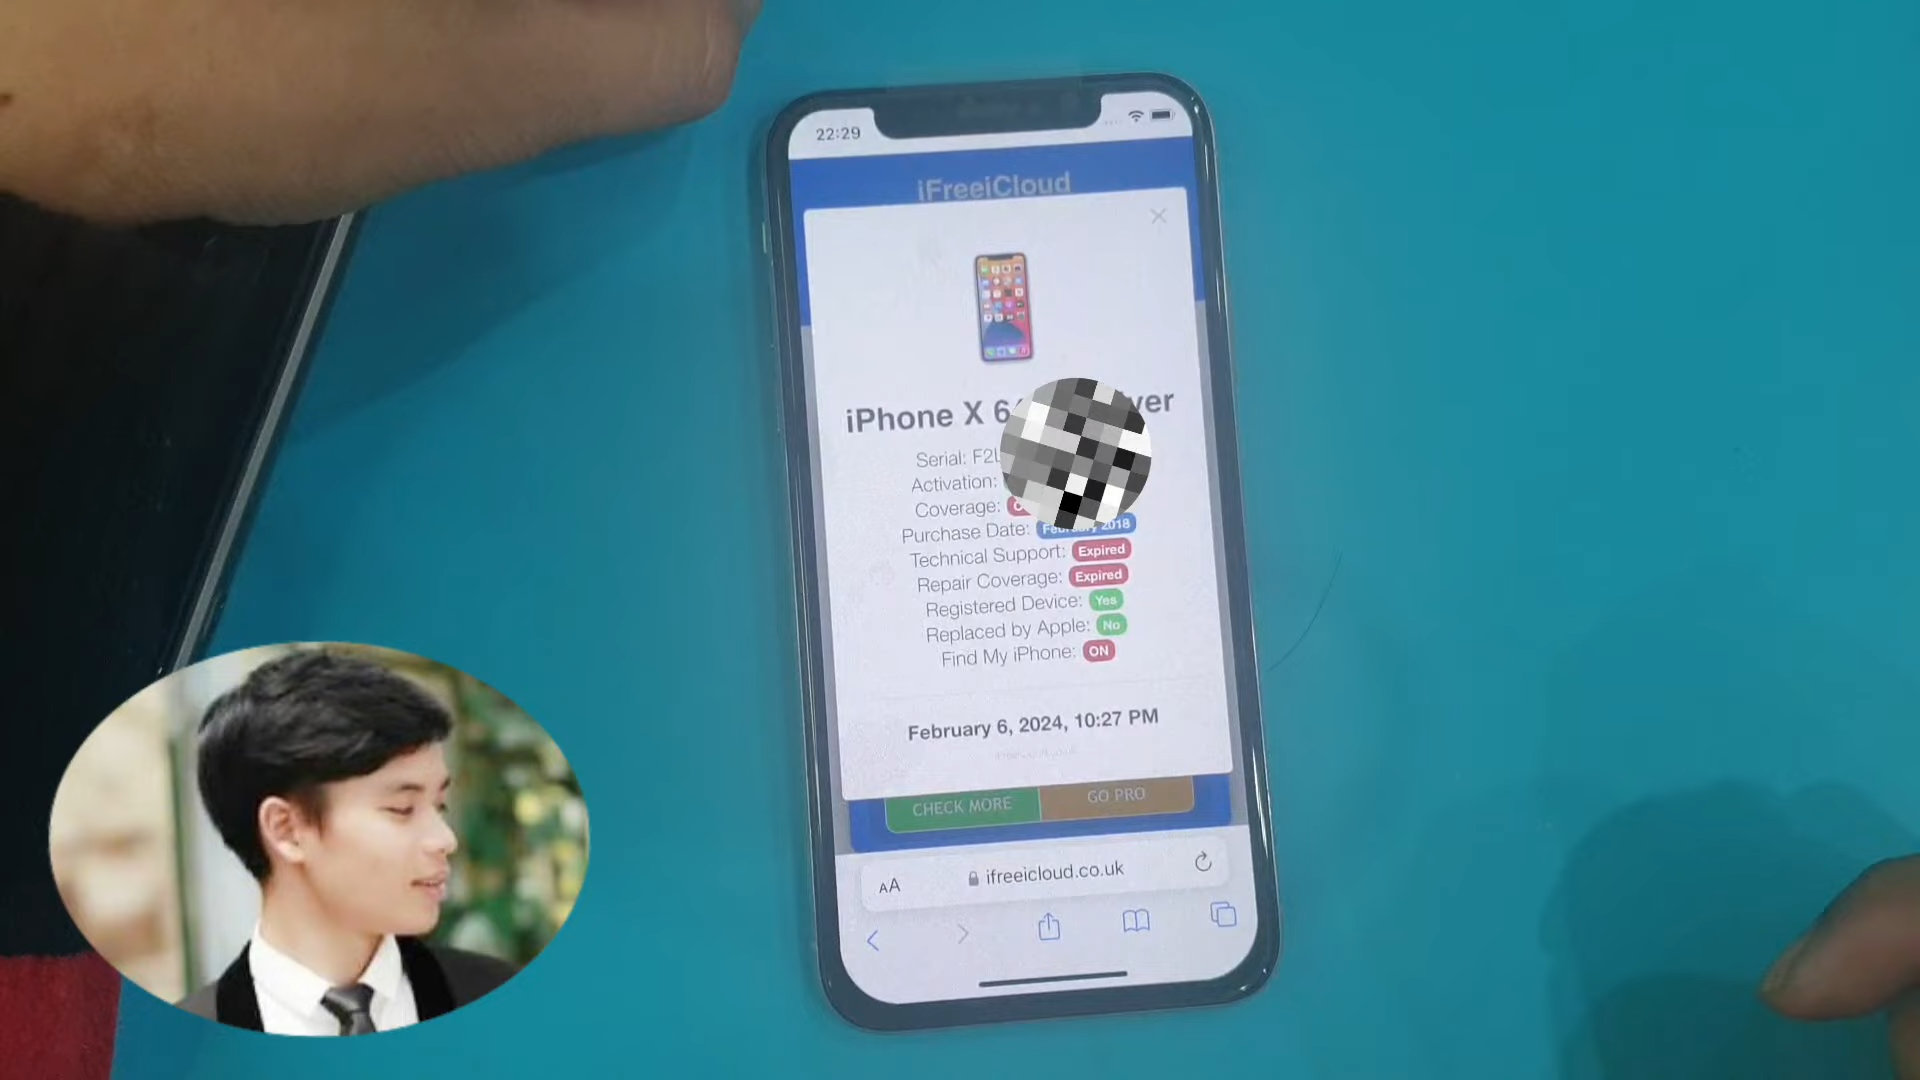 22:29
iFreeiCloud
iPhone X
Serial: F2L
Activation:
Coverage:
Purchase Date: February 2018
Technical Support: Expired
Repair Coverage: Expired
Registered Device: Yes
Replaced by Apple: No
Find My iPhone: ON
February 6, 2024, 10:27 PM
CHECK MORE GO PRO
AA ifreeicloud.co.uk